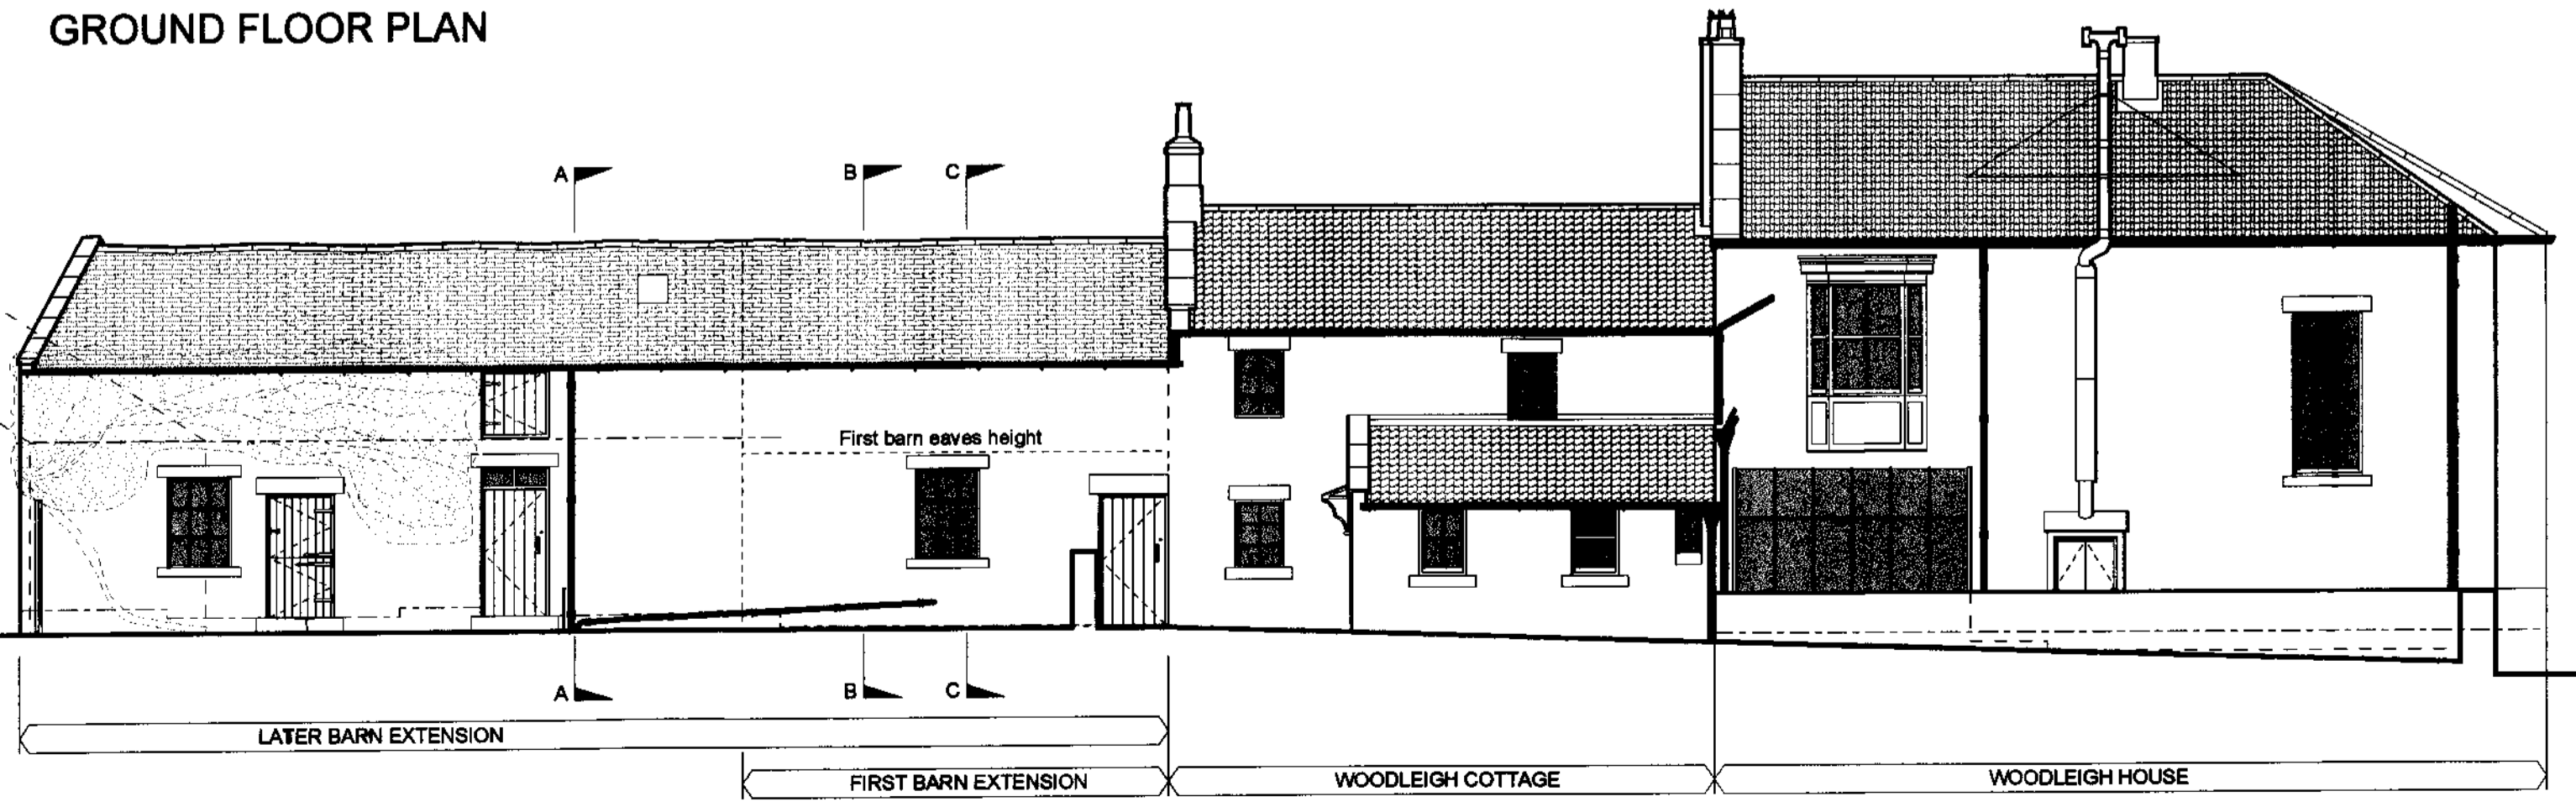 GROUND FLOOR PLAN
A
B
C
First barn eaves height
A
B
C
LATER BARN EXTENSION
FIRST BARN EXTENSION
WOODLEIGH COTTAGE
WOODLEIGH HOUSE